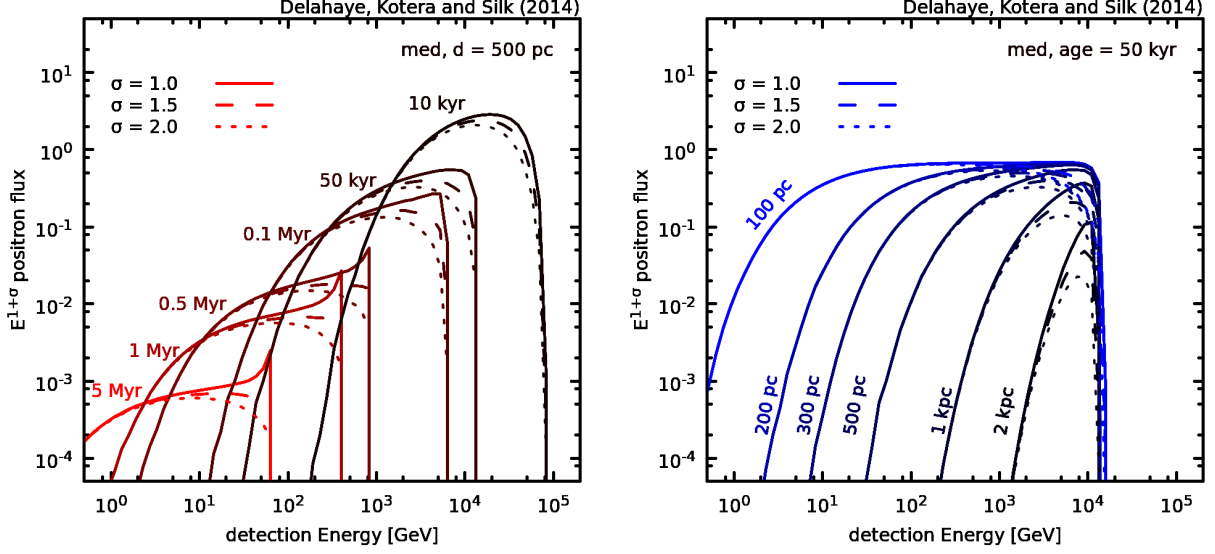 Delahaye, Kotera and Silk (2014)
med, d = 500 pc
σ = 1.0
σ = 1.5
σ = 2.0
10 kyr
50 kyr
0.1 Myr
0.5 Myr
1 Myr
5 Myr
E^{1+σ} positron flux
10^1
10^0
10^{-1}
10^{-2}
10^{-3}
10^{-4}
10^0 10^1 10^2 10^3 10^4 10^5
detection Energy [GeV]
Delahaye, Kotera and Silk (2014)
med, age = 50 kyr
σ = 1.0
σ = 1.5
σ = 2.0
100 pc
200 pc
300 pc
500 pc
1 kpc
2 kpc
E^{1+σ} positron flux
10^1
10^0
10^{-1}
10^{-2}
10^{-3}
10^{-4}
10^0 10^1 10^2 10^3 10^4 10^5
detection Energy [GeV]